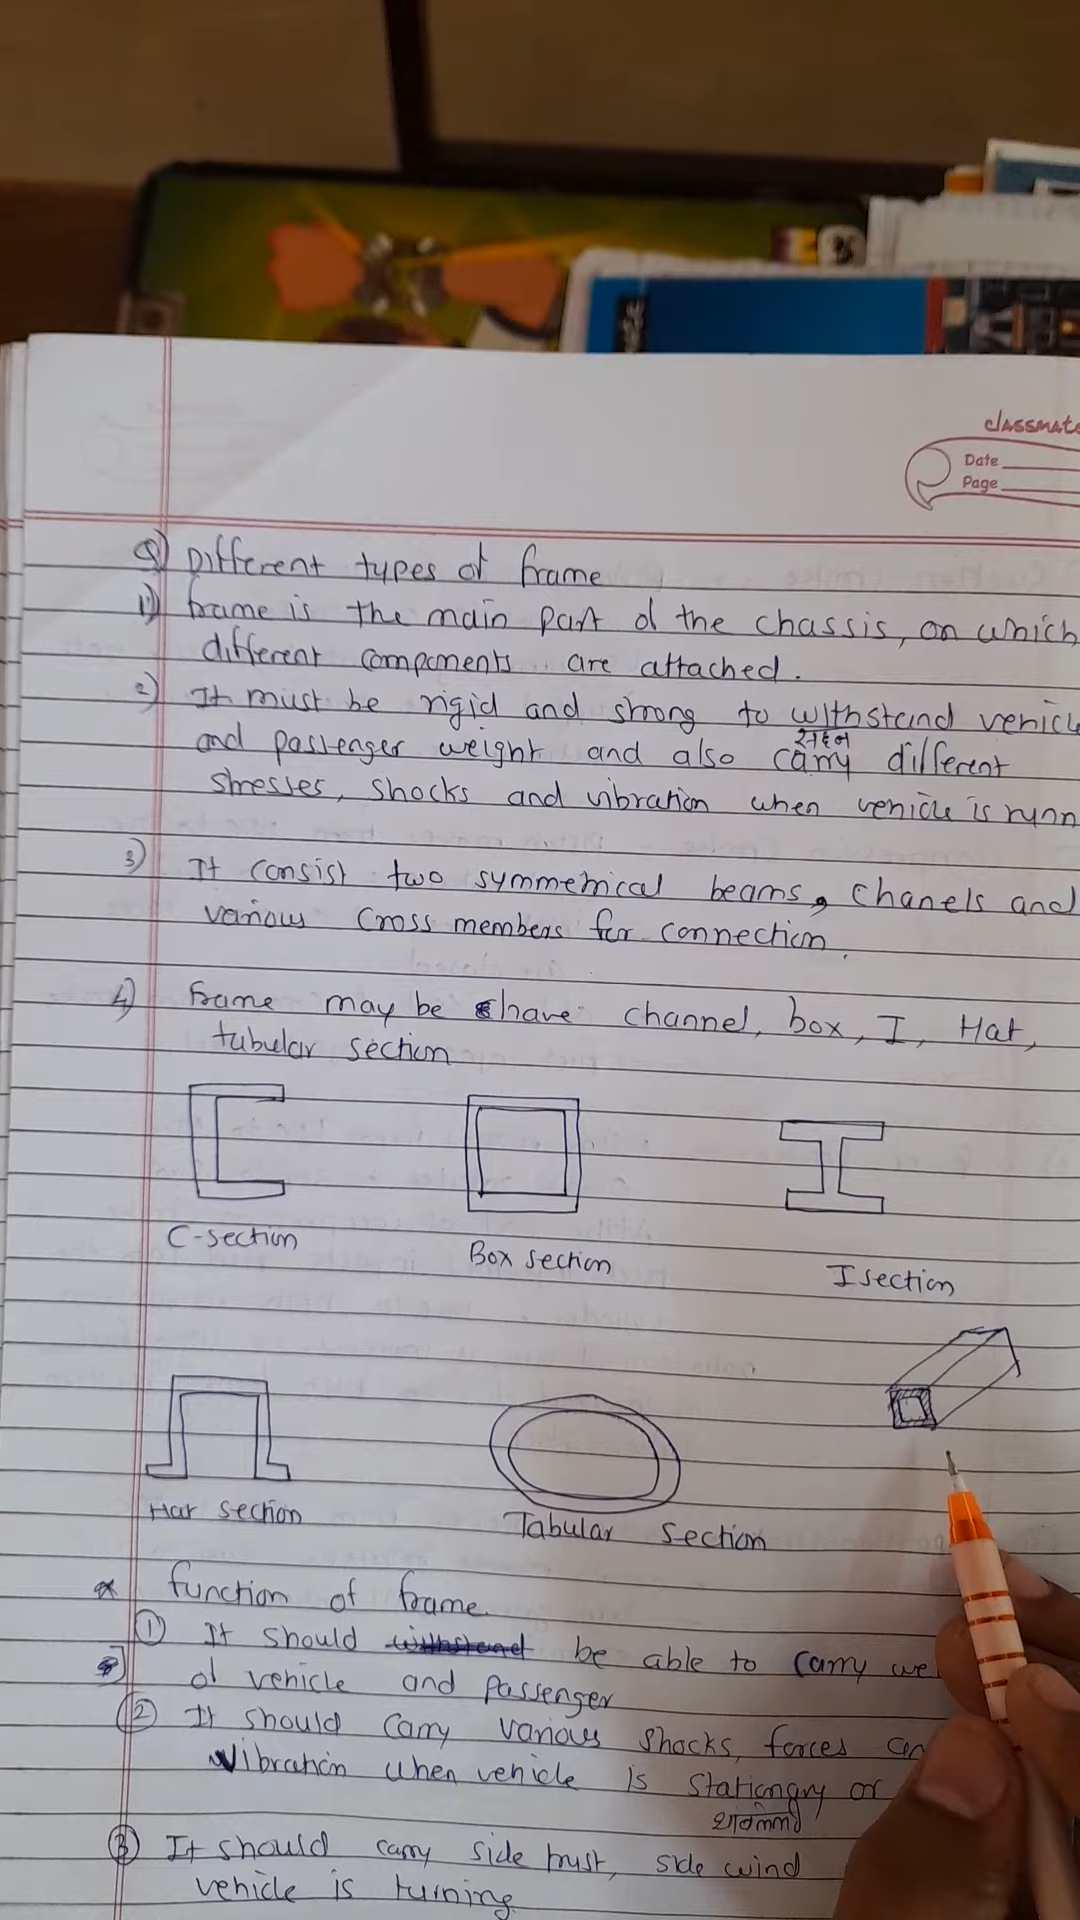 classmate
Date
Page
Q) Different types of frame
1) frame is the main part of the chassis, on which
different components are attached.
2) It must be rigid and strong to withstand vehicle
and passenger weight and also carry different
stresses, shocks and vibration when vehicle is runn
3) It consist two symmetrical beams, chanels and
various cross members for connection.
4) frame may be have channel, box, I, Hat,
tubular section
C-section
Box section
I section
Hat section
Tabular section
* function of frame.
① It should be able to carry we
of vehicle and passenger
② It should carry various shocks, forces
vibration when vehicle is stationary or
③ It should carry side trust, side wind
vehicle is turning